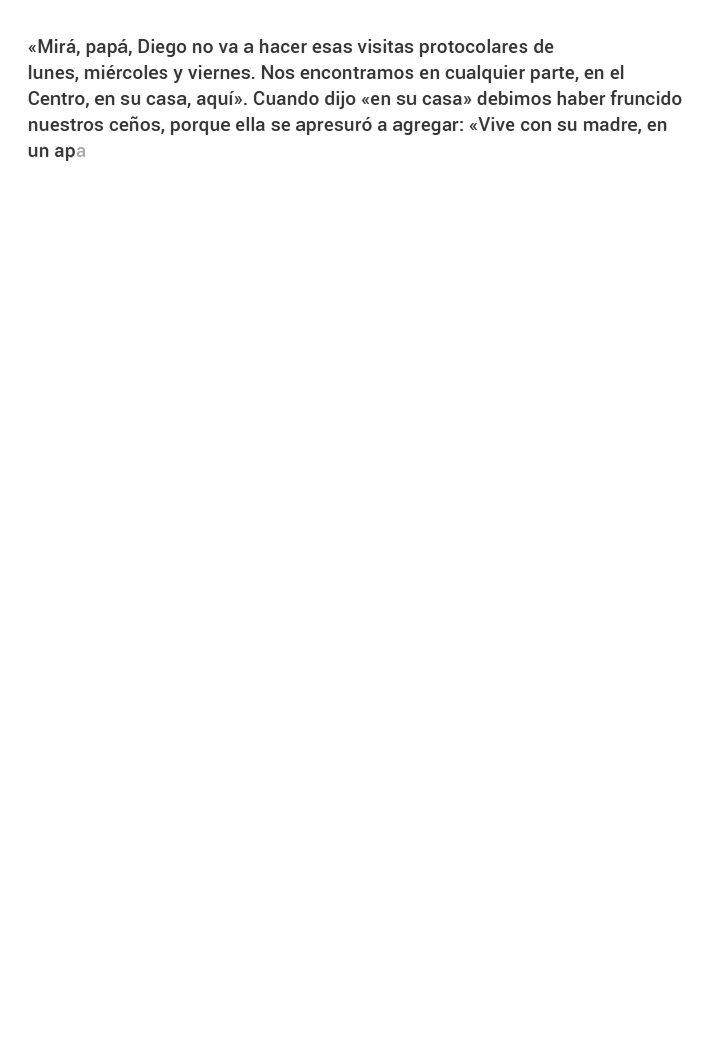 «Mirá, papá, Diego no va a hacer esas visitas protocolares de
lunes, miércoles y viernes. Nos encontramos en cualquier parte, en el
Centro, en su casa, aquí». Cuando dijo «en su casa» debimos haber fruncido
nuestros ceños, porque ella se apresuró a agregar: «Vive con su madre, en
un apa